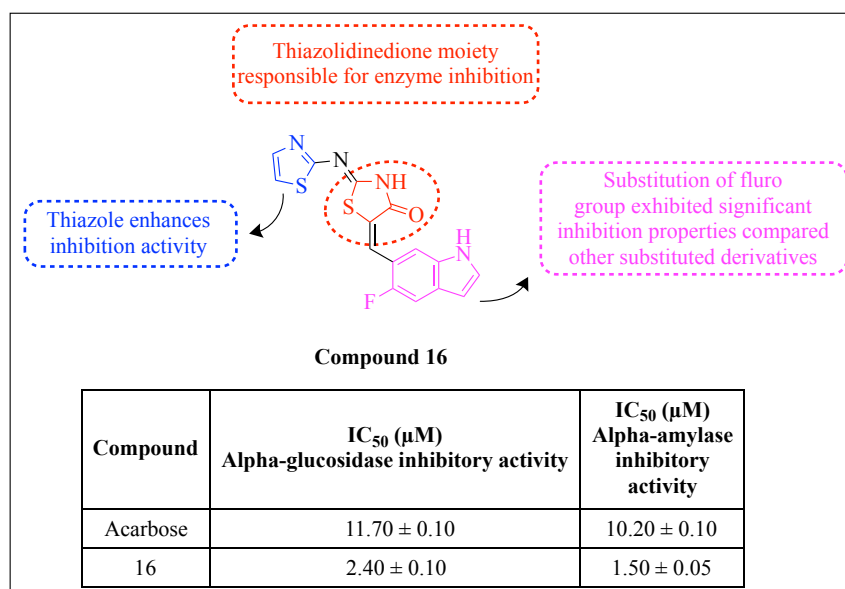 Thiazolidinedione moiety
responsible for enzyme inhibition
N
N
S
NH
S
O
Thiazole enhances
inhibition activity
Substitution of fluro
group exhibited significant
inhibition properties compared
other substituted derivatives
H
N
F
Compound 16
Compound
IC50 (µM)
Alpha-glucosidase inhibitory activity
IC50 (µM)
Alpha-amylase
inhibitory
activity
Acarbose
11.70 ± 0.10
10.20 ± 0.10
16
2.40 ± 0.10
1.50 ± 0.05